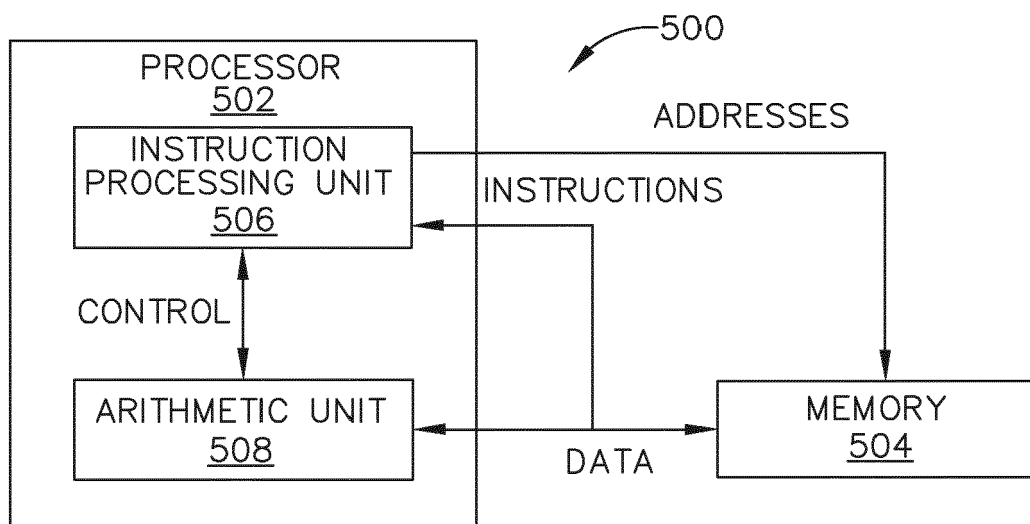 500
PROCESSOR
502
ADDRESSES
INSTRUCTION
PROCESSING UNIT
506
INSTRUCTIONS
CONTROL
ARITHMETIC UNIT
508
DATA
MEMORY
504